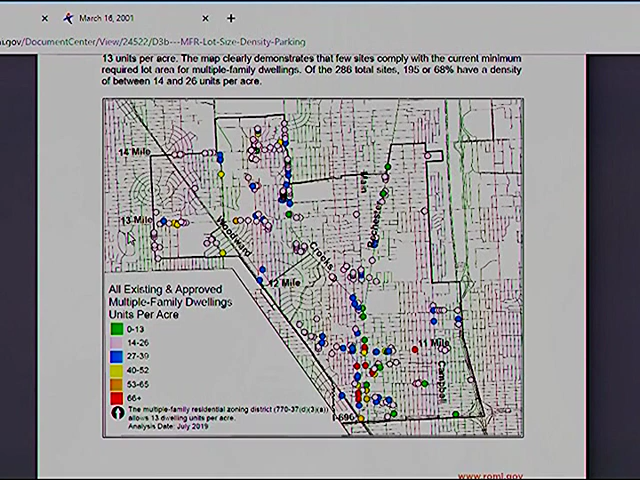 March 16, 2001
ni.gov/DocumentCenter/View/24522/D3b---MFR-Lot-Size-Density-Parking
13 units per acre. The map clearly demonstrates that few sites comply with the current minimum
required lot area for multiple-family dwellings. Of the 286 total sites, 195 or 68% have a density
of between 14 and 26 units per acre.
14 Mile
Main
Rochester
13 Mile
Woodward
Crooks
12 Mile
All Existing & Approved
Multiple-Family Dwellings
Units Per Acre
0-13
14-26
27-39
40-52
53-65
66+
11 Mile
Campbell
I-696
The multiple-family residential zoning district (770-37(d)(3)(a))
allows 13 dwelling units per acre.
Analysis Date: July 2019
www.romi.gov